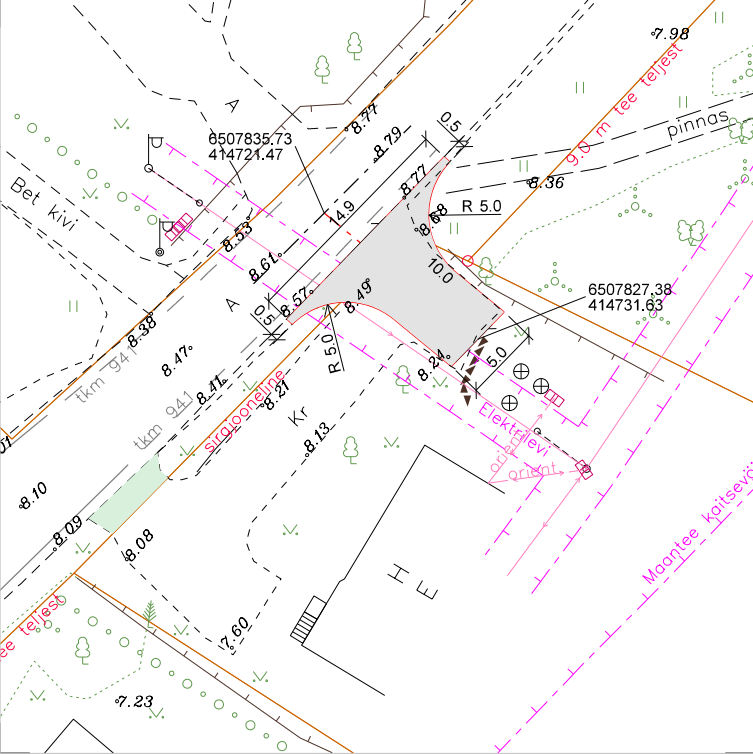 7.98
9.0 m tee teljest
pinnas
A
8.77
0.5
6507835.73
414721.47
8.79
8.77
14.9
8.36
R 5.0
Bet kivi
8.53
8.61
10.0
6507827.38
414731.63
A
8.57
8.49
0.5
8.38
R 5.0
5.0
8.47
tkm 94.1
8.24
8.41
8.21
sirgjooneline
tkm 94.1
Kr
8.13
Elektrilevi
orient
orient
8.10
8.09
8.08
Maantee kaitsevö
H
E
7.60
tee teljest
7.23